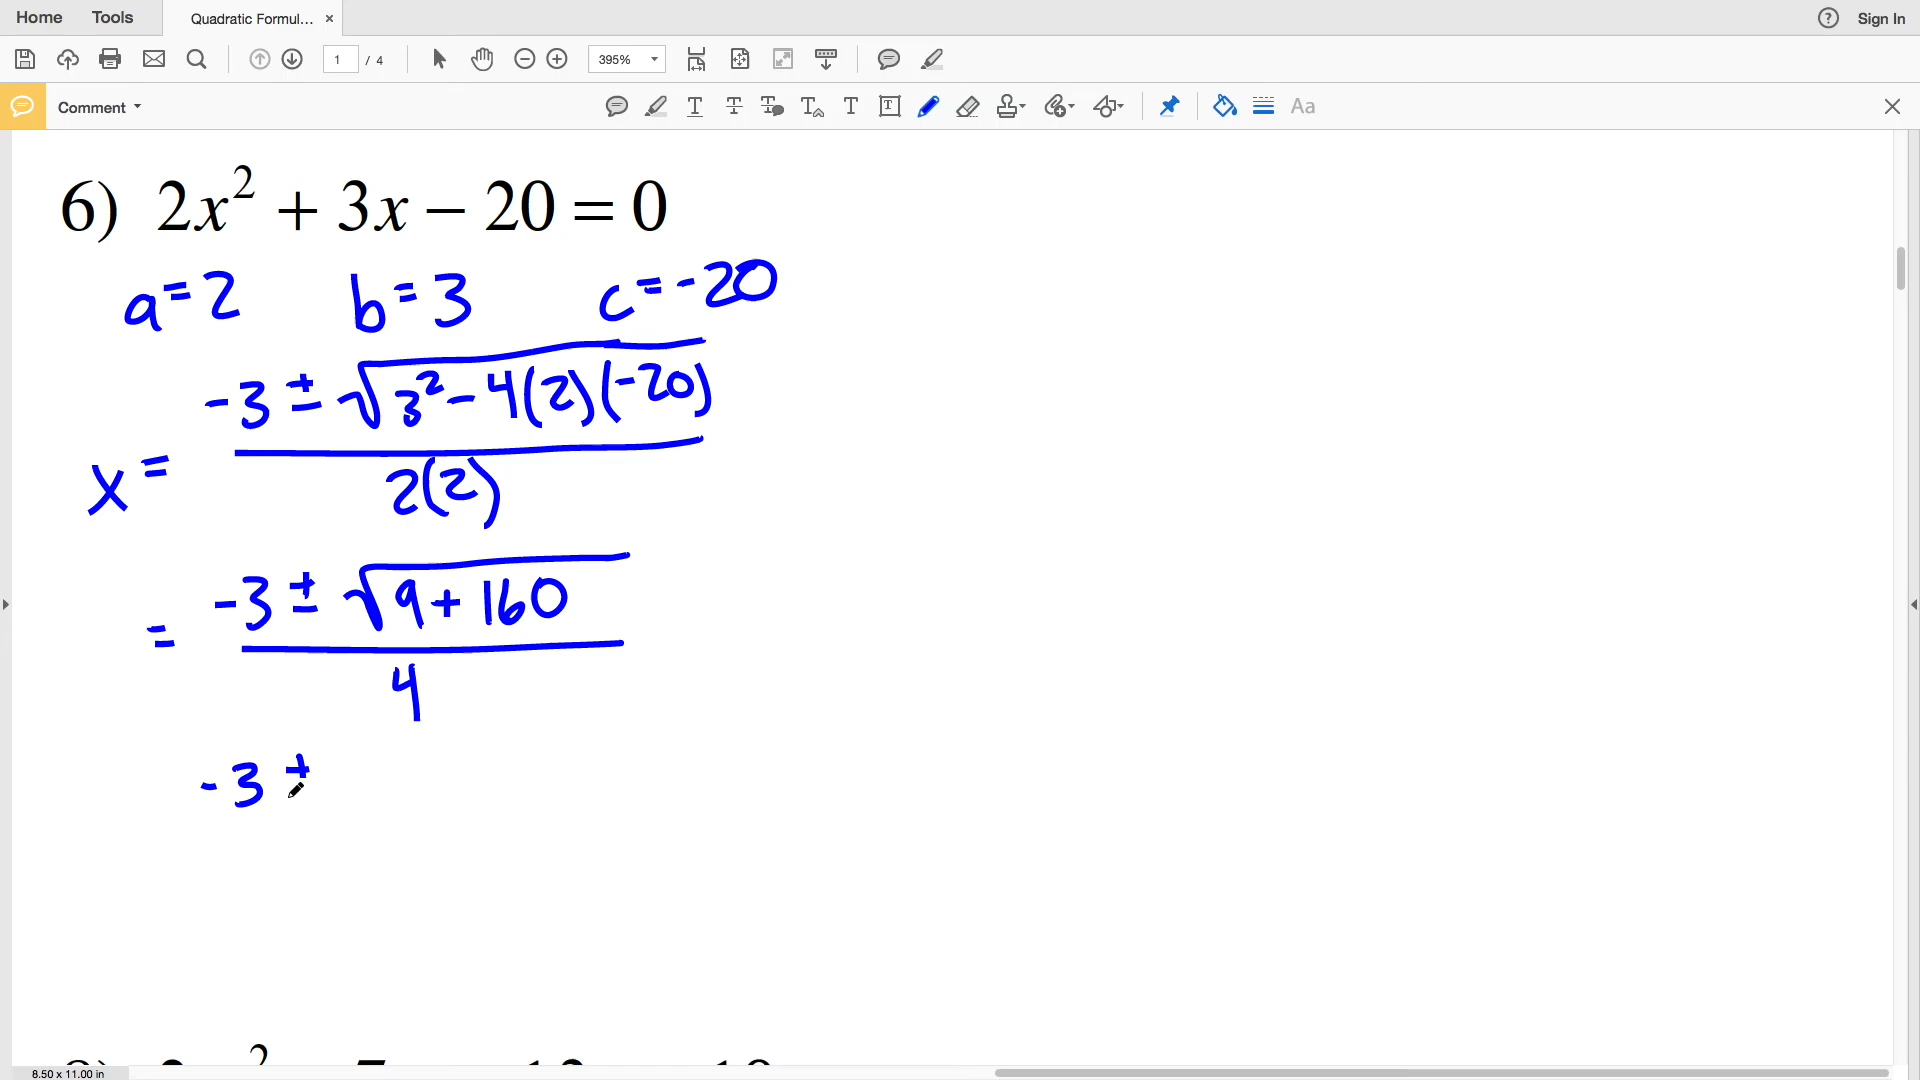 Home Tools Quadratic Formul... × ? Sign In
1 / 4 395%
Comment T T T T T T Aa
6) 2x² + 3x − 20 = 0
a = 2 b = 3 c = -20
x = (-3 ± √(3² - 4(2)(-20))) / 2(2)
= (-3 ± √(9 + 160)) / 4
-3 ±
8.50 x 11.00 in